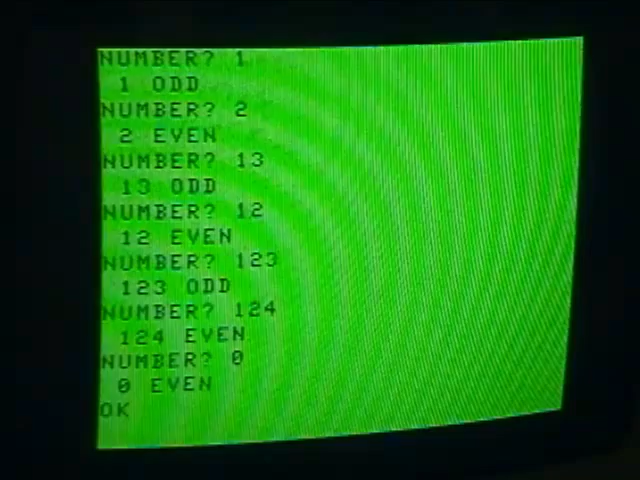 NUMBER? 1
1 ODD
NUMBER? 2
2 EVEN
NUMBER? 13
13 ODD
NUMBER? 12
12 EVEN
NUMBER? 123
123 ODD
NUMBER? 124
124 EVEN
NUMBER? 0
0 EVEN
OK